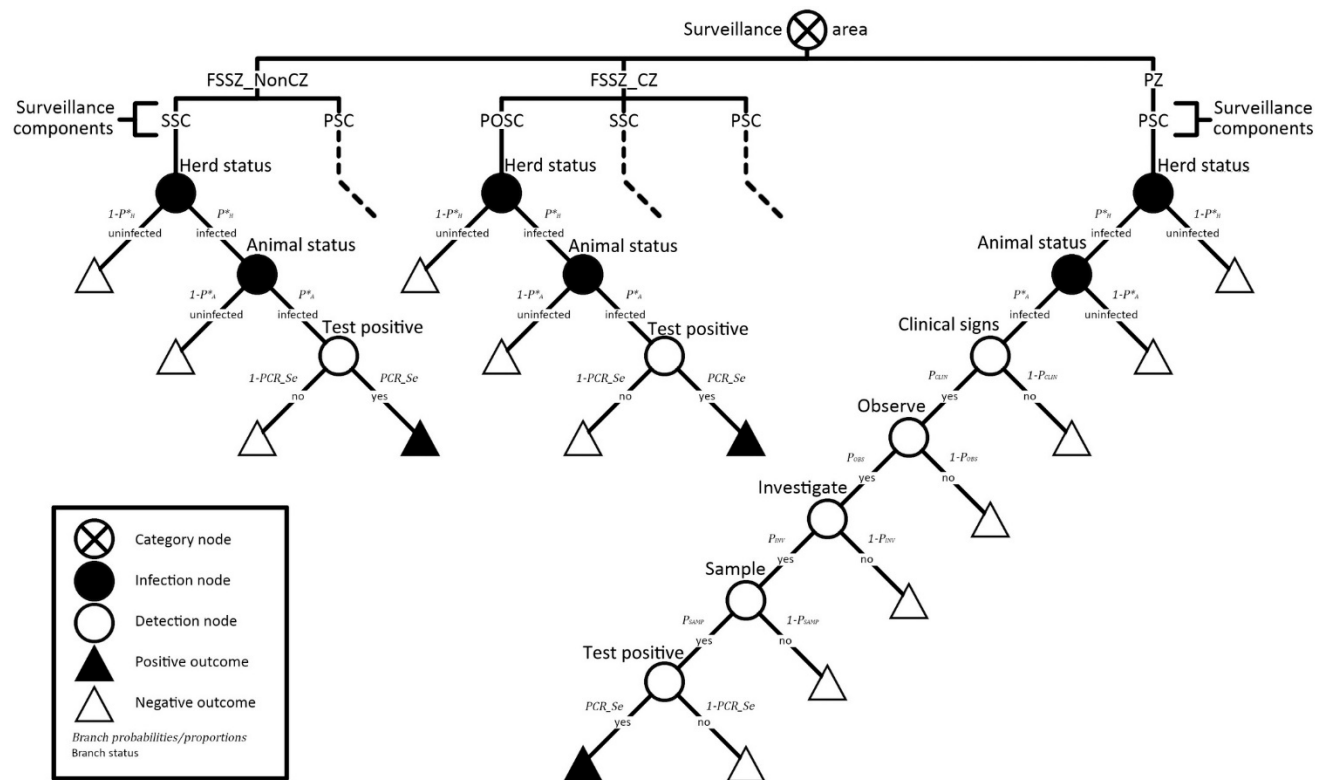 Surveillance area
FSSZ_NonCZ FSSZ_CZ PZ
Surveillance components
SSC PSC POSC SSC PSC PSC
Surveillance components
Herd status Herd status Herd status
1-P*H P*H 1-P*H P*H P*H 1-P*H
uninfected infected uninfected infected infected uninfected
Animal status Animal status Animal status
1-P*A P*A 1-P*A P*A P*A 1-P*A
uninfected infected uninfected infected infected uninfected
Test positive Test positive Clinical signs
1-PCR_Se PCR_Se 1-PCR_Se PCR_Se PCLIN 1-PCLIN
no yes no yes yes no
Observe
POBS 1-POBS
yes no
Investigate
PINV 1-PINV
yes no
Sample
PSAMP 1-PSAMP
yes no
Test positive
PCR_Se 1-PCR_Se
yes no
Category node
Infection node
Detection node
Positive outcome
Negative outcome
Branch probabilities/proportions
Branch status